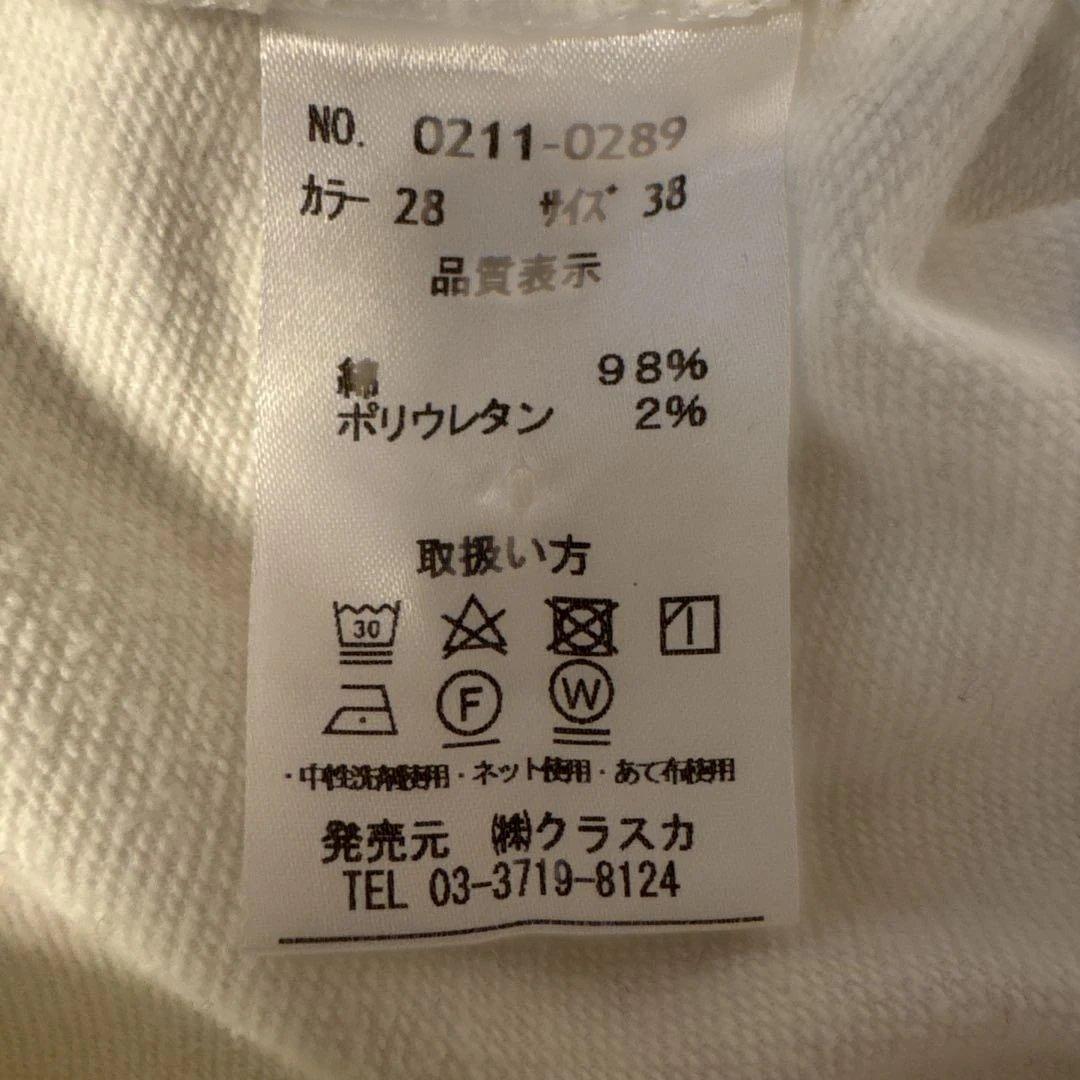 NO. 0211-0289
カラー 28 サイズ 38
品質表示
綿 98%
ポリウレタン 2%
取扱い方
30
F W
・中性洗剤使用・ネット使用・あて布使用
発売元 ㈱クラスカ
TEL 03-3719-8124